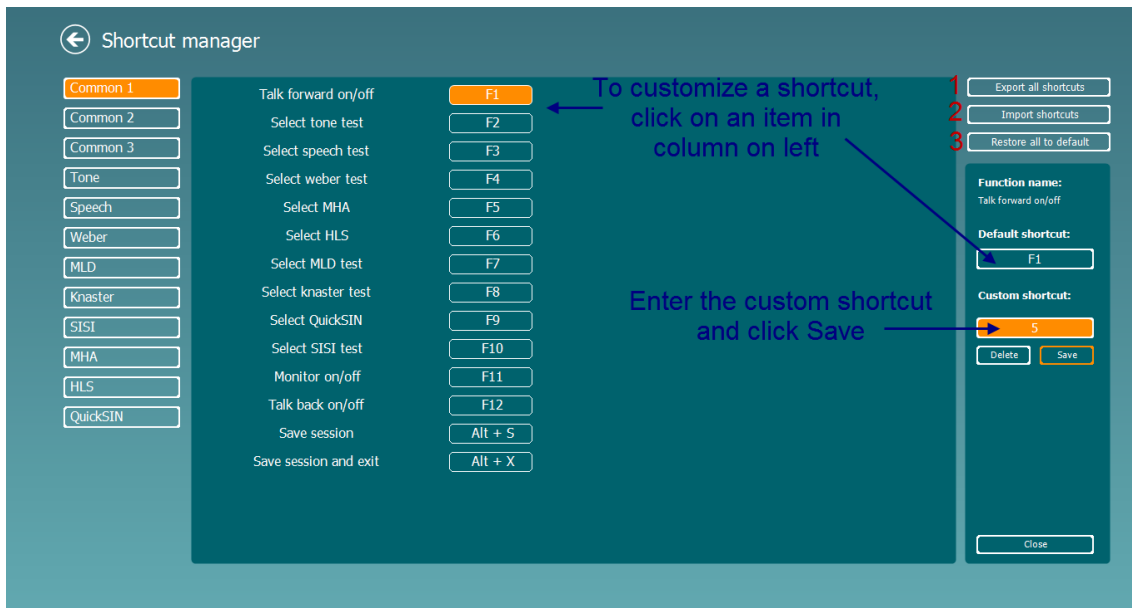 Shortcut manager
Common 1
Common 2
Common 3
Tone
Speech
Weber
MLD
Knaster
SISI
MHA
HLS
QuickSIN
Talk forward on/off F1
Select tone test F2
Select speech test F3
Select weber test F4
Select MHA F5
Select HLS F6
Select MLD test F7
Select knaster test F8
Select QuickSIN F9
Select SISI test F10
Monitor on/off F11
Talk back on/off F12
Save session Alt + S
Save session and exit Alt + X
To customize a shortcut,
click on an item in
column on left
Enter the custom shortcut
and click Save
1 Export all shortcuts
2 Import shortcuts
3 Restore all to default
Function name:
Talk forward on/off
Default shortcut:
F1
Custom shortcut:
5
Delete Save
Close